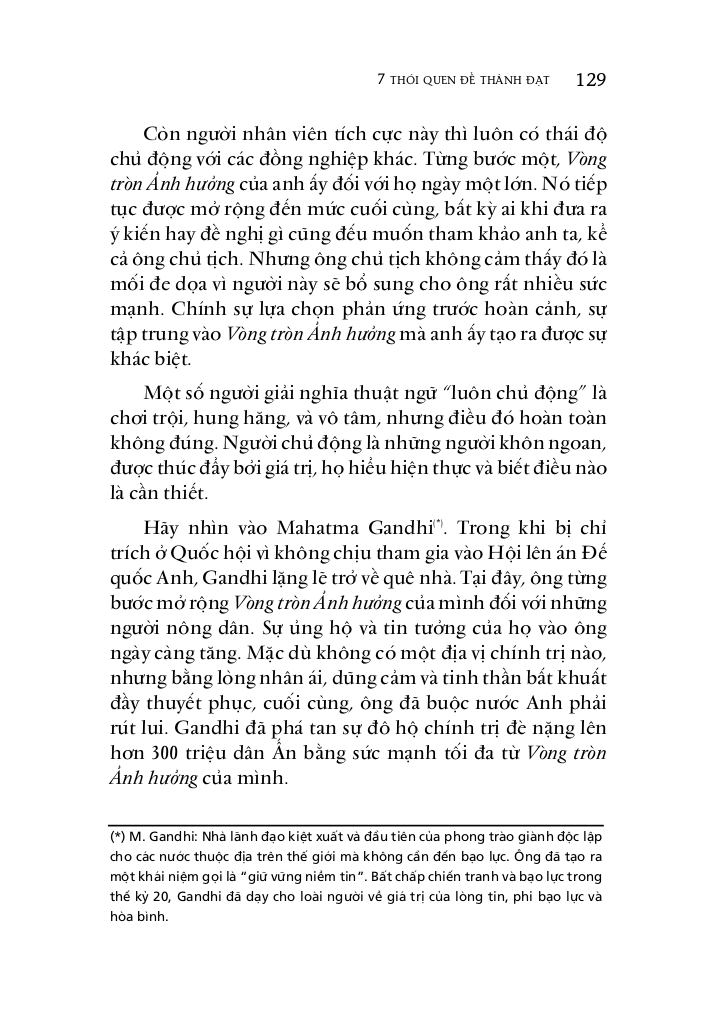 7 THÓI QUEN ĐỂ THÀNH ĐẠT 129
Còn người nhân viên tích cực này thì luôn có thái độ
chủ động với các đồng nghiệp khác. Từng bước một, Vòng
tròn Ảnh hưởng của anh ấy đối với họ ngày một lớn. Nó tiếp
tục được mở rộng đến mức cuối cùng, bất kỳ ai khi đưa ra
ý kiến hay đề nghị gì cũng đếu muốn tham khảo anh ta, kể
cả ông chủ tịch. Nhưng ông chủ tịch không cảm thấy đó là
mối đe dọa vì người này sẽ bổ sung cho ông rất nhiều sức
mạnh. Chính sự lựa chọn phản ứng trước hoàn cảnh, sự
tập trung vào Vòng tròn Ảnh hưởng mà anh ấy tạo ra được sự
khác biệt.
Một số người giải nghĩa thuật ngữ “luôn chủ động” là
chơi trội, hung hăng, và vô tâm, nhưng điều đó hoàn toàn
không đúng. Người chủ động là những người khôn ngoan,
được thúc đẩy bởi giá trị, họ hiểu hiện thực và biết điều nào
là cần thiết.
Hãy nhìn vào Mahatma Gandhi(*). Trong khi bị chỉ
trích ở Quốc hội vì không chịu tham gia vào Hội lên án Đế
quốc Anh, Gandhi lặng lẽ trở về quê nhà. Tại đây, ông từng
bước mở rộng Vòng tròn Ảnh hưởng của mình đối với những
người nông dân. Sự ủng hộ và tin tưởng của họ vào ông
ngày càng tăng. Mặc dù không có một địa vị chính trị nào,
nhưng bằng lòng nhân ái, dũng cảm và tinh thần bất khuất
đầy thuyết phục, cuối cùng, ông đã buộc nước Anh phải
rút lui. Gandhi đã phá tan sự đô hộ chính trị đè nặng lên
hơn 300 triệu dân Ấn bằng sức mạnh tối đa từ Vòng tròn
Ảnh hưởng của mình.
(*) M. Gandhi: Nhà lãnh đạo kiệt xuất và đầu tiên của phong trào giành độc lập
cho các nước thuộc địa trên thế giới mà không cần đến bạo lực. Ông đã tạo ra
một khái niệm gọi là “giữ vững niềm tin”. Bất chấp chiến tranh và bạo lực trong
thế kỷ 20, Gandhi đã dạy cho loài người về giá trị của lòng tin, phi bạo lực và
hòa bình.